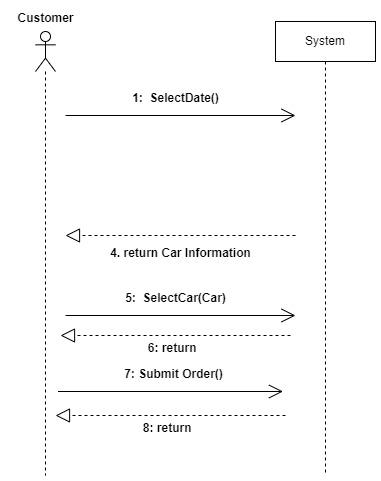 Customer
System
1:  SelectDate()
4. return Car Information
5:  SelectCar(Car)
6: return
7:  Submit Order()
8: return